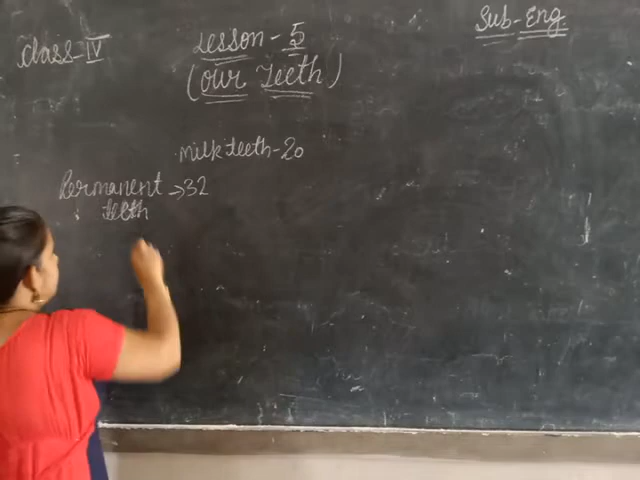 Sub-Eng
Class-IV
Lesson-5
(Our Teeth)
Milk teeth-20
Permanent →32
teeth